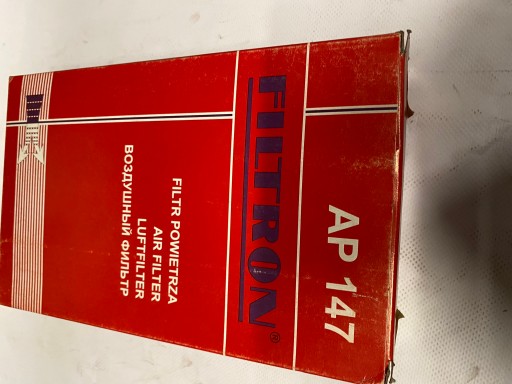 AP 147
FILTRON®
FILTR POWIETRZA
AIR FILTER
LUFTFILTER
ВОЗДУШНЫЙ ФИЛЬТР